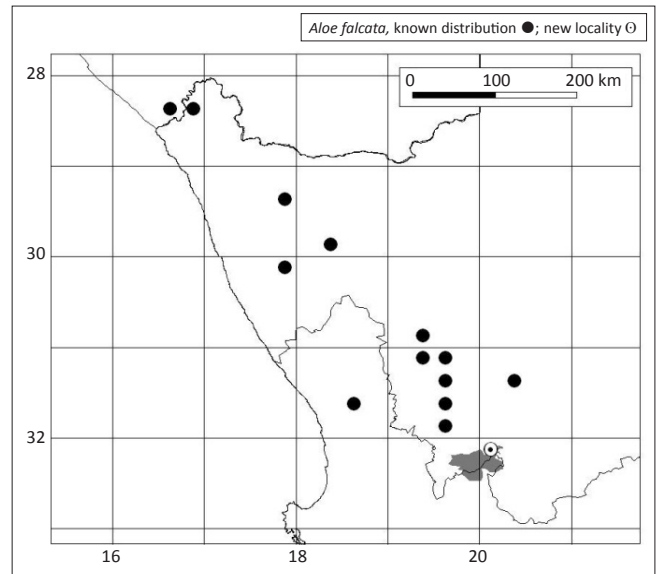 Aloe falcata, known distribution ●; new locality ʘ
0 100 200 km
28
30
32
16 18 20